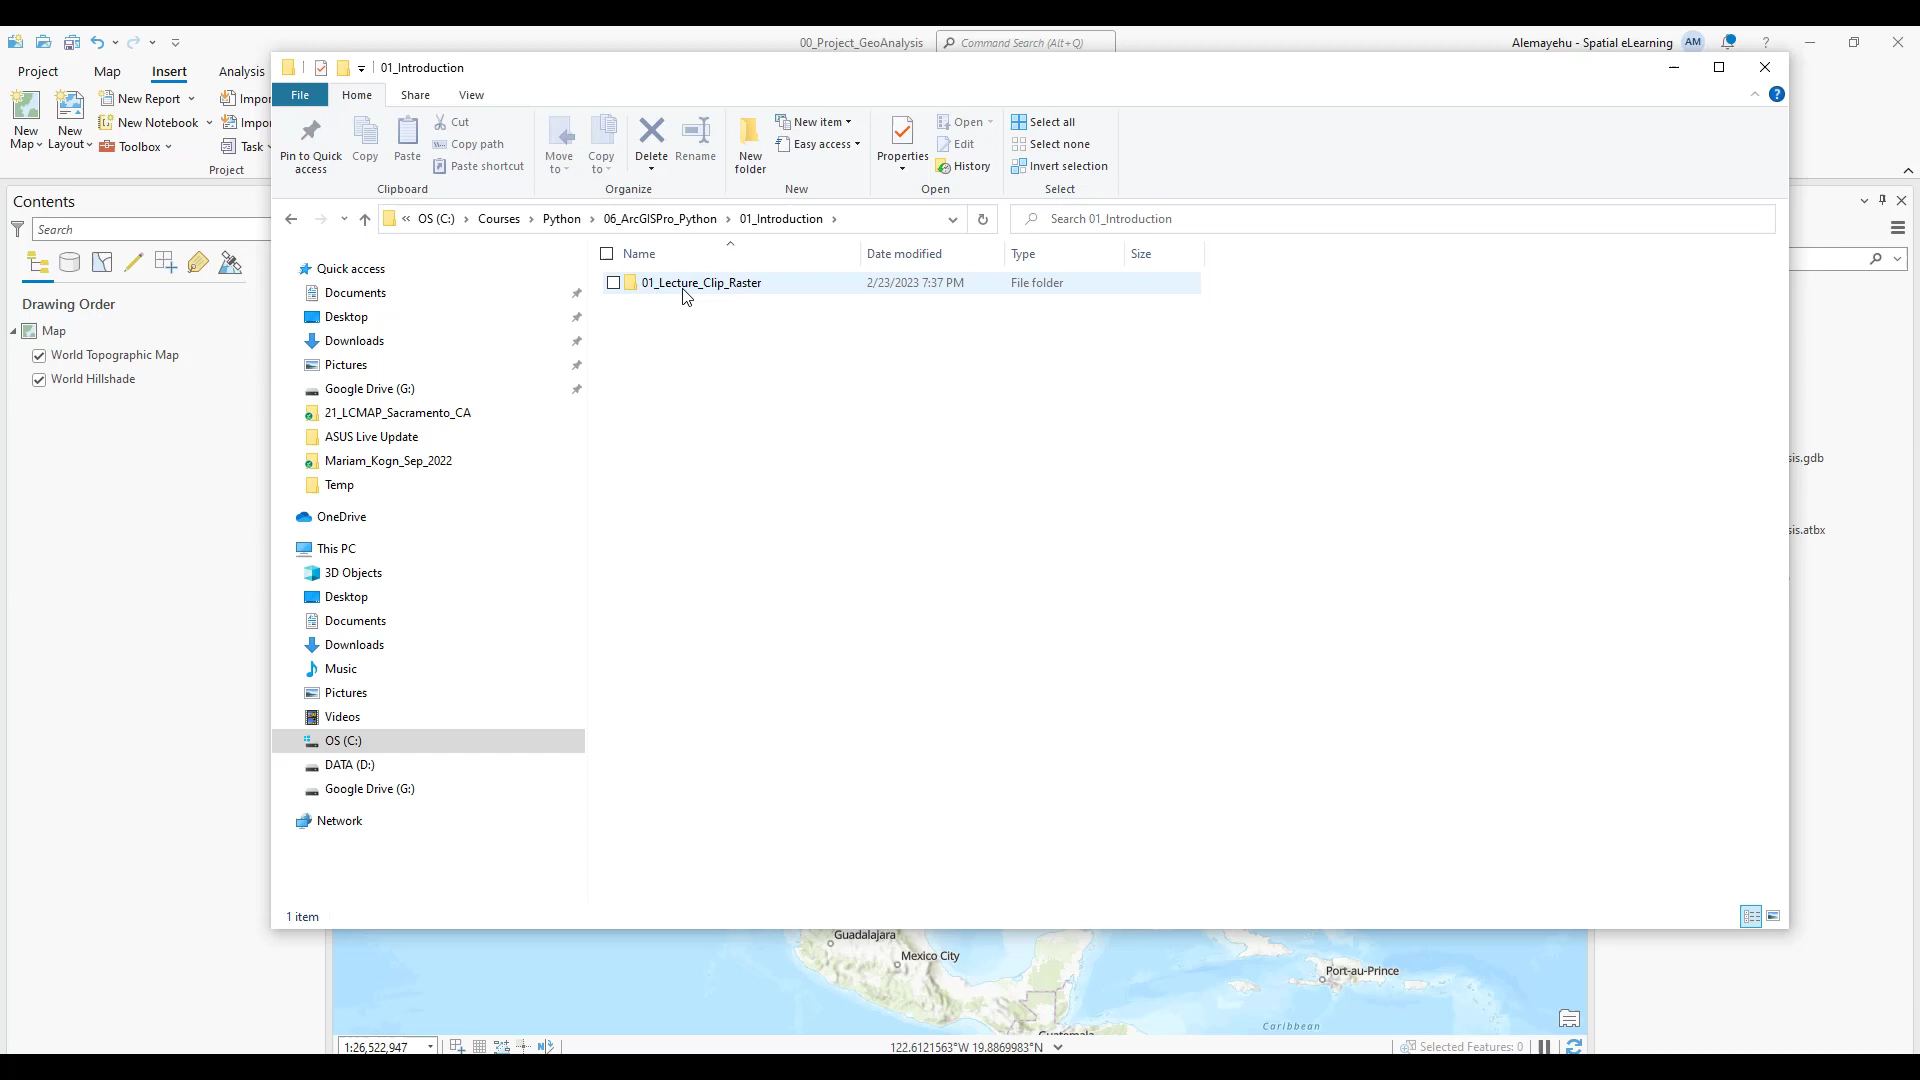 00_Project_GeoAnalysis
Command Search (Alt+Q)
Alemayehu - Spatial eLearning
AM
?
Project
Map
Insert
Analysis
New Map
New Layout
New Report
New Notebook
Toolbox
Task
Project
01_Introduction
File
Home
Share
View
?
Pin to Quick access
Copy
Paste
Cut
Copy path
Paste shortcut
Clipboard
Move to
Copy to
Delete
Rename
Organize
New folder
New item
Easy access
New
Properties
Open
Edit
History
Open
Select all
Select none
Invert selection
Select
« OS (C:) > Courses > Python > 06_ArcGISPro_Python > 01_Introduction >
Search 01_Introduction
Name
Date modified
Type
Size
01_Lecture_Clip_Raster
2/23/2023 7:37 PM
File folder
Quick access
Documents
Desktop
Downloads
Pictures
Google Drive (G:)
21_LCMAP_Sacramento_CA
ASUS Live Update
Mariam_Kogn_Sep_2022
Temp
OneDrive
This PC
3D Objects
Desktop
Documents
Downloads
Music
Pictures
Videos
OS (C:)
DATA (D:)
Google Drive (G:)
Network
1 item
Contents
Search
Drawing Order
Map
World Topographic Map
World Hillshade
sis.gdb
sis.atbx
Guadalajara
Mexico City
Port-au-Prince
Caribbean
Guatemala
1:26,522,947
122.6121563°W 19.8869983°N
Selected Features: 0